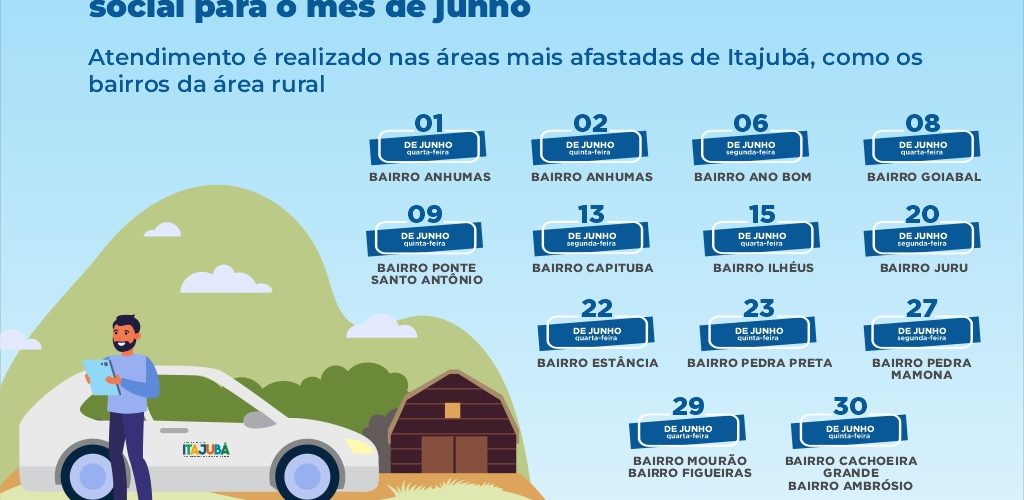 social para o mês de junho
Atendimento é realizado nas áreas mais afastadas de Itajubá, como os
bairros da área rural
01
DE JUNHO
quarta-feira
BAIRRO ANHUMAS
02
DE JUNHO
quinta-feira
BAIRRO ANHUMAS
06
DE JUNHO
segunda-feira
BAIRRO ANO BOM
08
DE JUNHO
quarta-feira
BAIRRO GOIABAL
09
DE JUNHO
quinta-feira
BAIRRO PONTE
SANTO ANTÔNIO
13
DE JUNHO
segunda-feira
BAIRRO CAPITUBA
15
DE JUNHO
quarta-feira
BAIRRO ILHÉUS
20
DE JUNHO
segunda-feira
BAIRRO JURU
22
DE JUNHO
quarta-feira
BAIRRO ESTÂNCIA
23
DE JUNHO
quinta-feira
BAIRRO PEDRA PRETA
27
DE JUNHO
segunda-feira
BAIRRO PEDRA
MAMONA
29
DE JUNHO
quarta-feira
BAIRRO MOURÃO
BAIRRO FIGUEIRAS
30
DE JUNHO
quinta-feira
BAIRRO CACHOEIRA
GRANDE
BAIRRO AMBRÓSIO
ITAJUBÁ